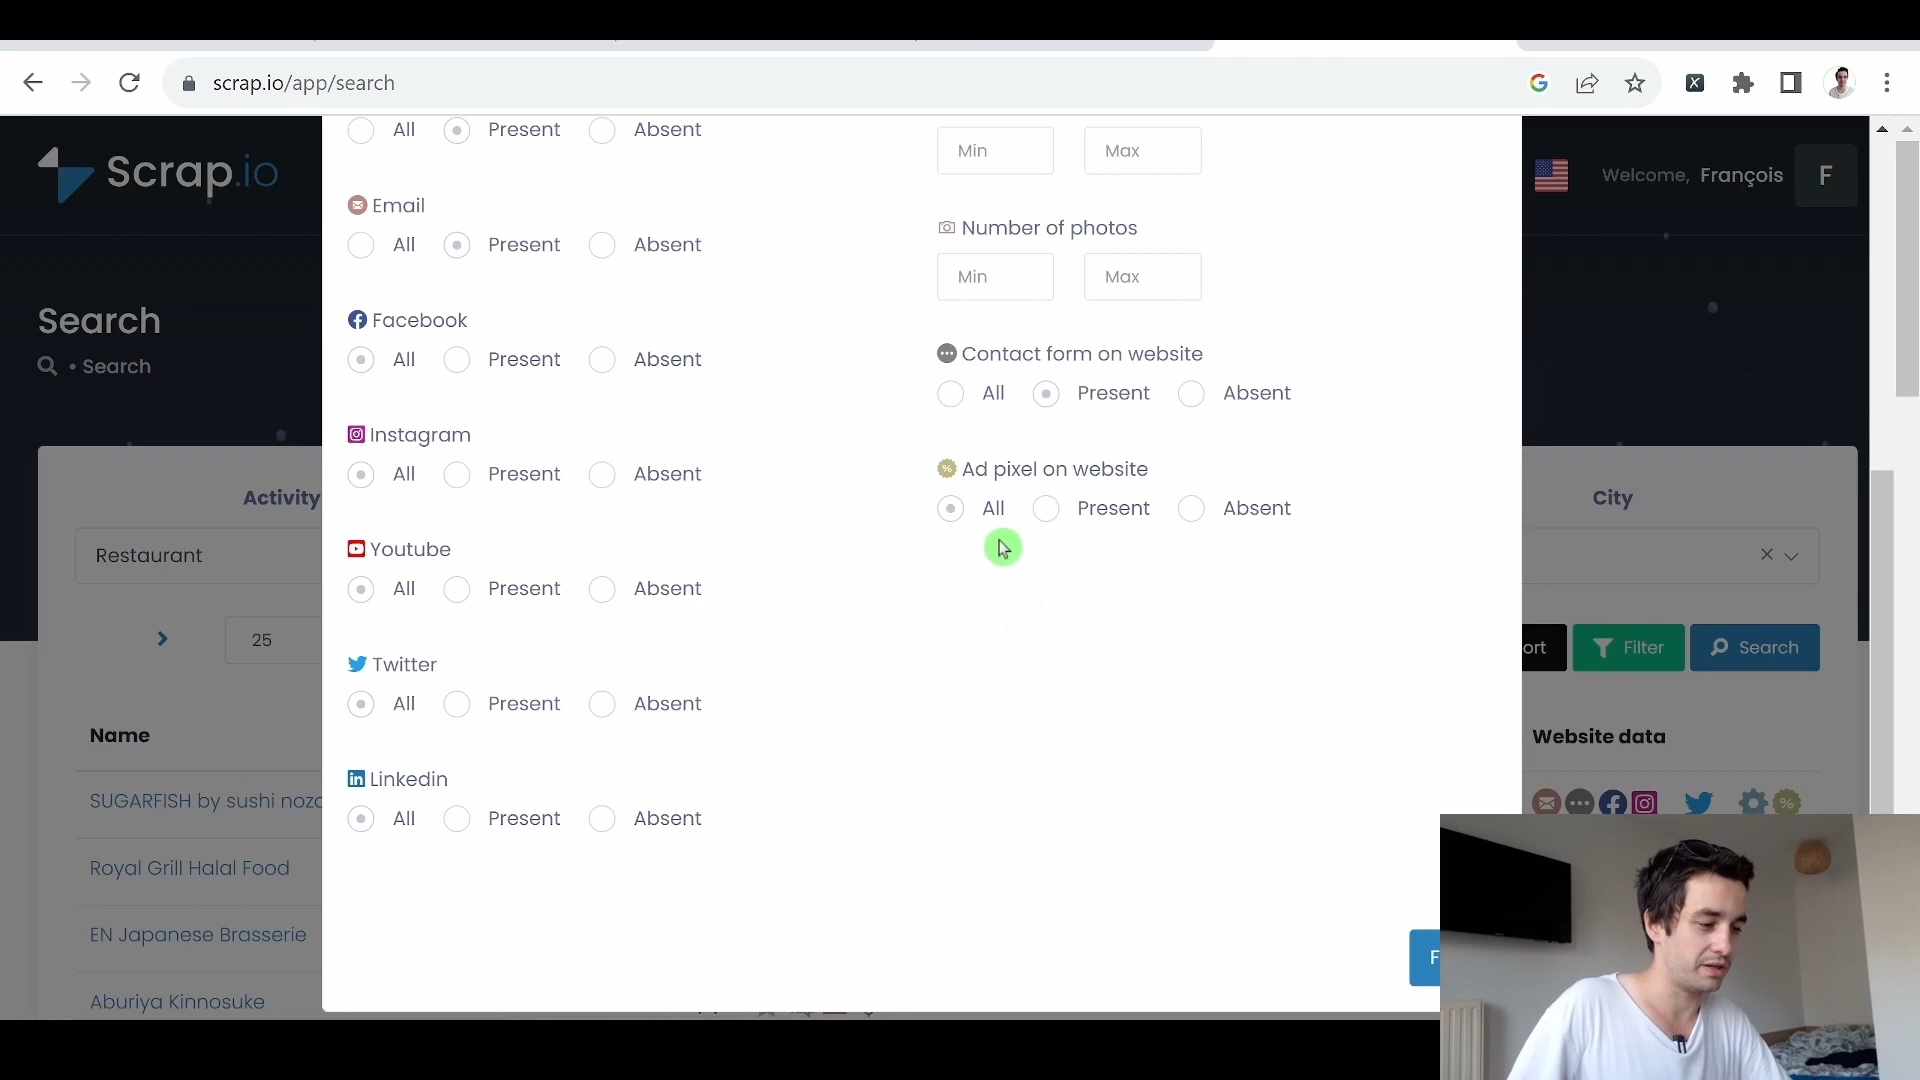 scrap.io/app/search
All Present Absent
Min Max
Scrap.io
Welcome, François F
Email
All Present Absent
Number of photos
Min Max
Search
• Search
Facebook
All Present Absent
Contact form on website
All Present Absent
Instagram
All Present Absent
Ad pixel on website
All Present Absent
Activity
City
Restaurant
Youtube
All Present Absent
25
ort Filter Search
Twitter
All Present Absent
Name
Website data
Linkedin
All Present Absent
SUGARFISH by sushi nozo
Royal Grill Halal Food
EN Japanese Brasserie
F
Aburiya Kinnosuke